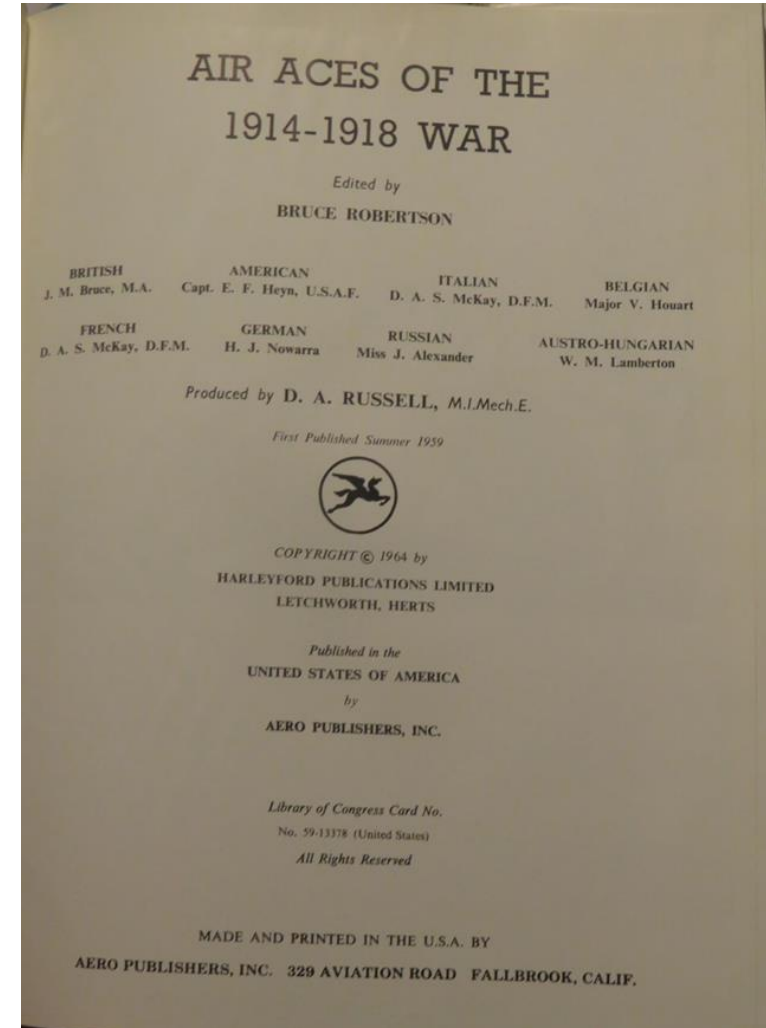 AIR ACES OF THE
1914-1918 WAR
Edited by
BRUCE ROBERTSON
BRITISH
J. M. Bruce, M.A.
AMERICAN
Capt. E. F. Heyn, U.S.A.F.
ITALIAN
D. A. S. McKay, D.F.M.
BELGIAN
Major V. Houart
FRENCH
D. A. S. McKay, D.F.M.
GERMAN
H. J. Nowarra
RUSSIAN
Miss J. Alexander
AUSTRO-HUNGARIAN
W. M. Lamberton
Produced by D. A. RUSSELL, M.I.Mech.E.
First Published Summer 1959
COPYRIGHT © 1964 by
HARLEYFORD PUBLICATIONS LIMITED
LETCHWORTH, HERTS
Published in the
UNITED STATES OF AMERICA
by
AERO PUBLISHERS, INC.
Library of Congress Card No.
No. 59-13378 (United States)
All Rights Reserved
MADE AND PRINTED IN THE U.S.A. BY
AERO PUBLISHERS, INC. 329 AVIATION ROAD FALLBROOK, CALIF.